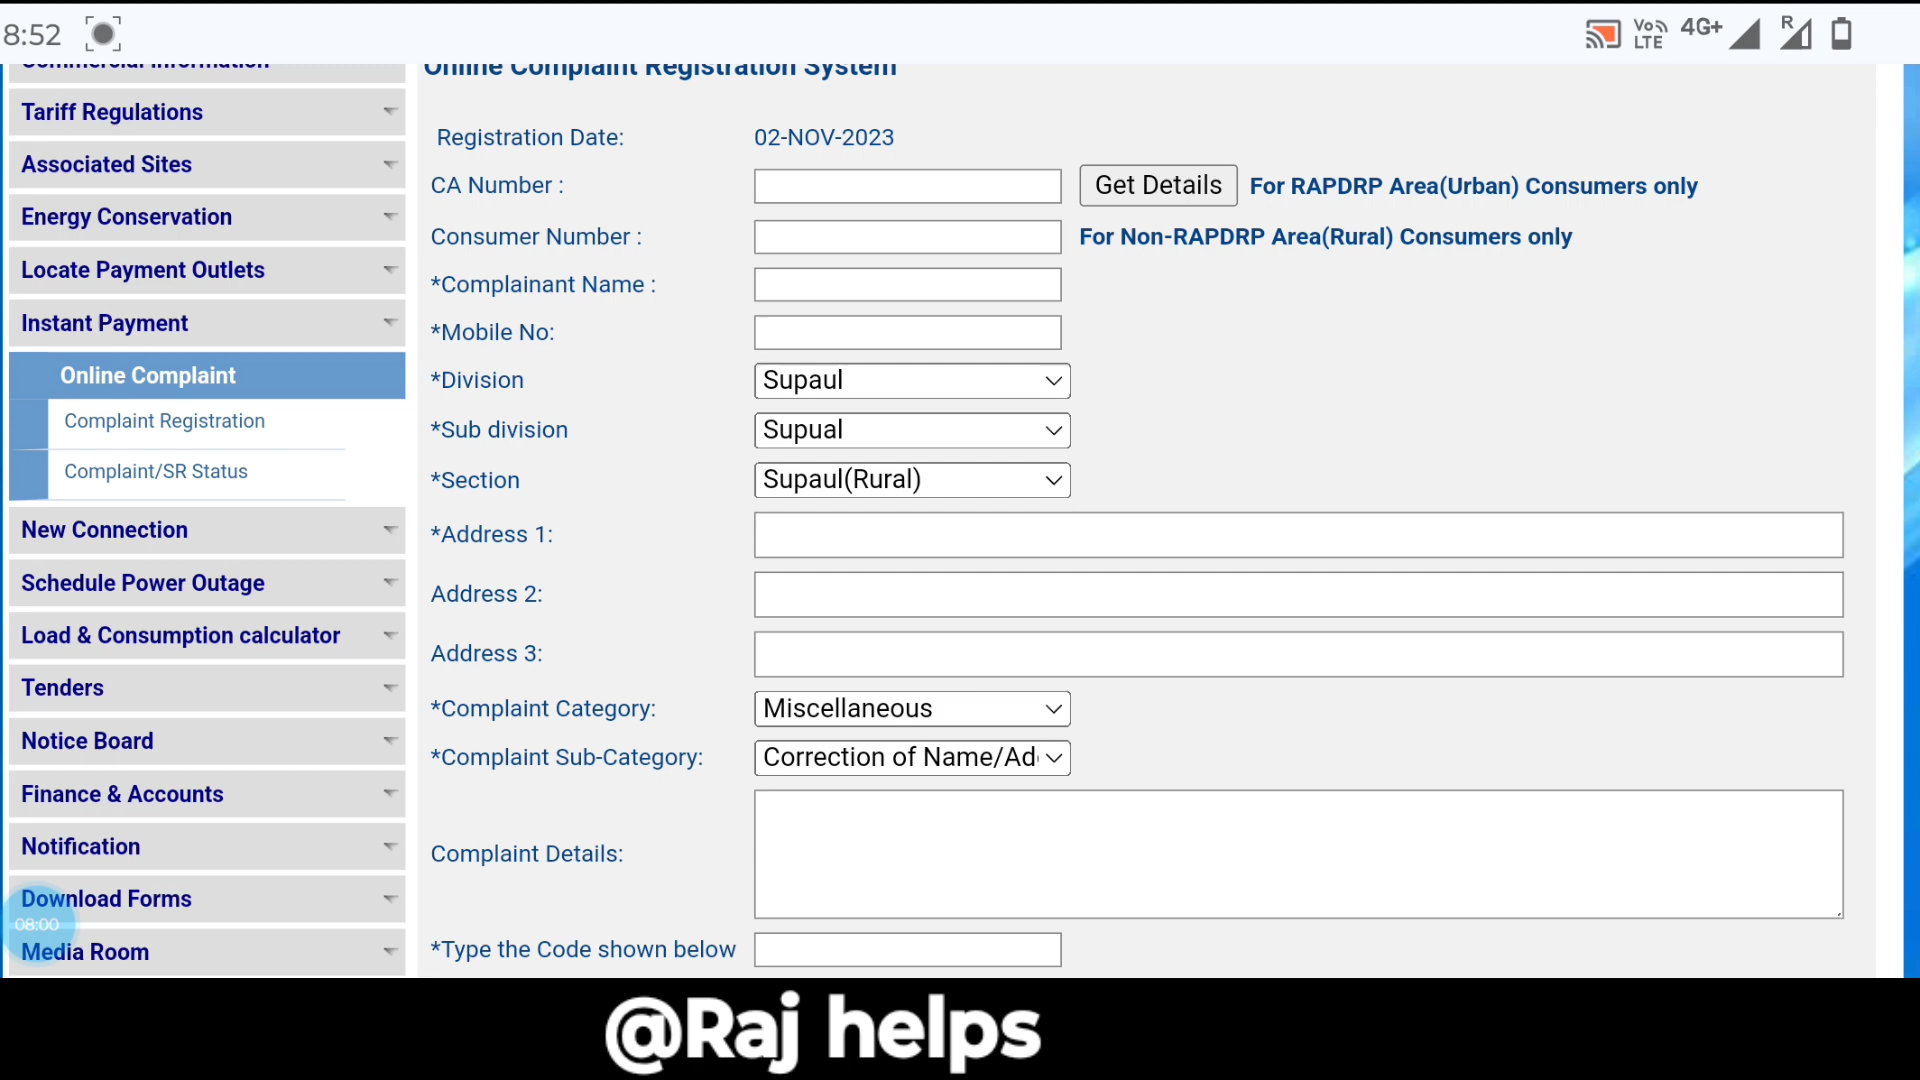 8:52
VoLTE 4G+ R
Commercial Information
Tariff Regulations
Associated Sites
Energy Conservation
Locate Payment Outlets
Instant Payment
Online Complaint
Complaint Registration
Complaint/SR Status
New Connection
Schedule Power Outage
Load & Consumption calculator
Tenders
Notice Board
Finance & Accounts
Notification
Download Forms
08:00
Media Room
Online Complaint Registration System
Registration Date: 02-NOV-2023
CA Number : Get Details For RAPDRP Area(Urban) Consumers only
Consumer Number : For Non-RAPDRP Area(Rural) Consumers only
*Complainant Name :
*Mobile No:
*Division Supaul
*Sub division Supual
*Section Supaul(Rural)
*Address 1:
Address 2:
Address 3:
*Complaint Category: Miscellaneous
*Complaint Sub-Category: Correction of Name/Ad
Complaint Details:
*Type the Code shown below
@Raj helps